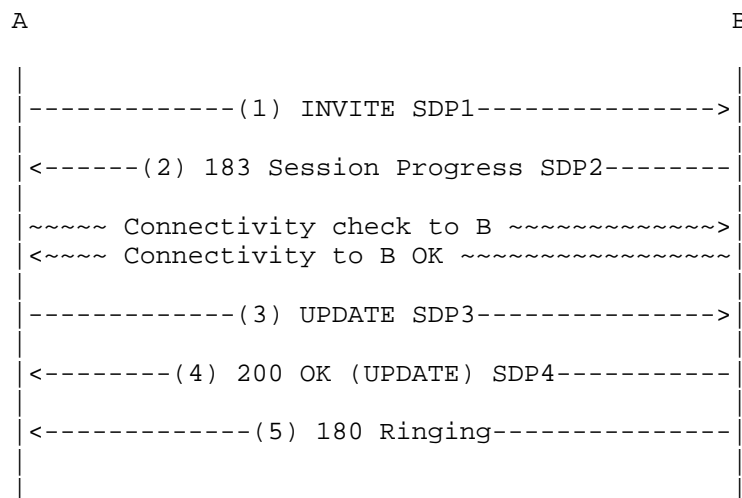 A B
-------------(1) INVITE SDP1--------------->
<------(2) 183 Session Progress SDP2--------
~~~~~ Connectivity check to B ~~~~~~~~~~~~~>
<~~~~ Connectivity to B OK ~~~~~~~~~~~~~~~~~
-------------(3) UPDATE SDP3--------------->
<--------(4) 200 OK (UPDATE) SDP4-----------
<-------------(5) 180 Ringing---------------